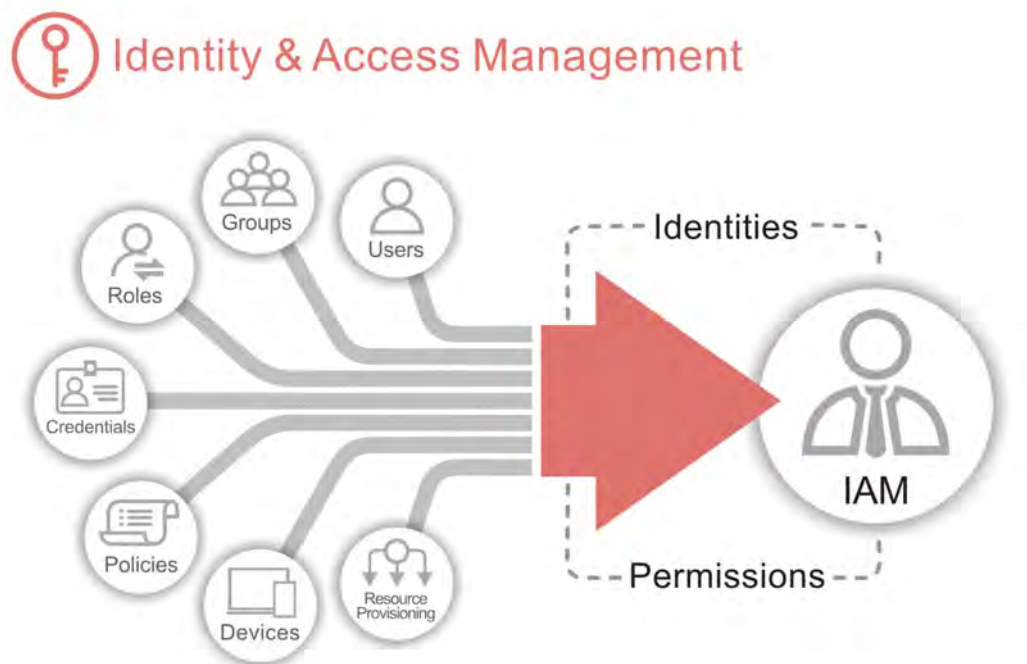 Identity & Access Management
Groups
Users
Roles
Credentials
Policies
Devices
Resource
Provisioning
Identities
IAM
Permissions